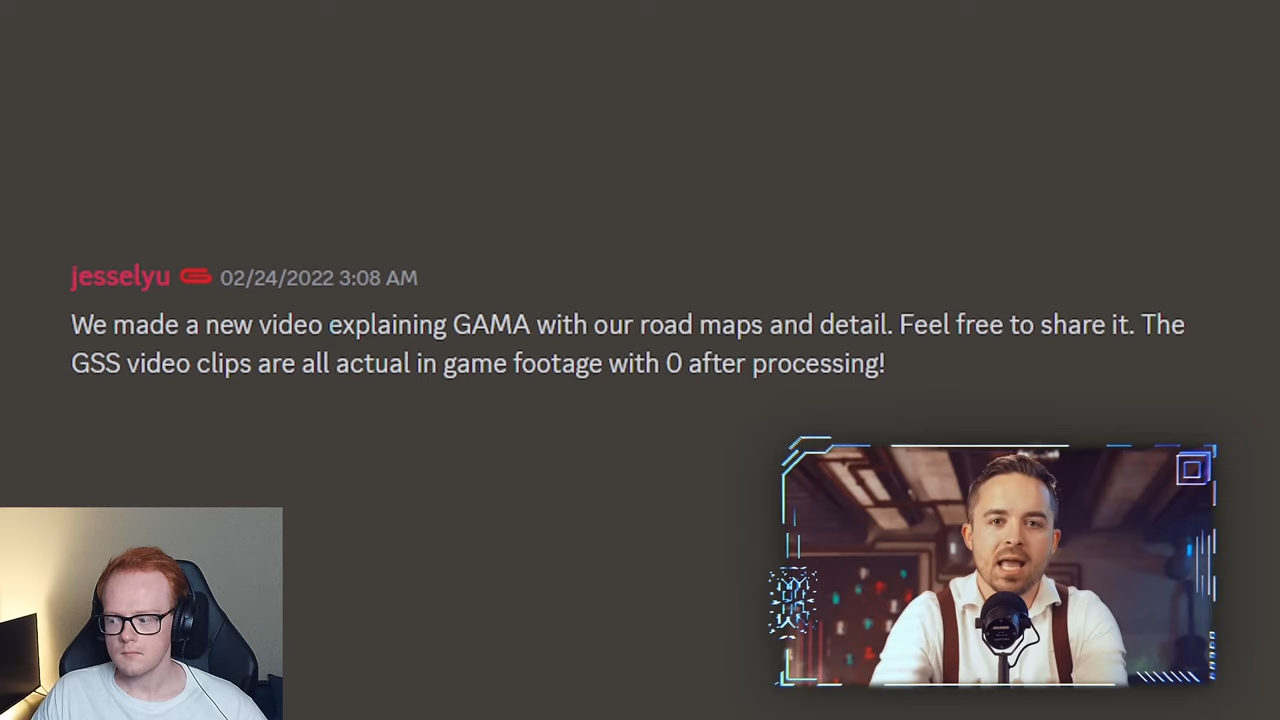 jesselyu 02/24/2022 3:08 AM
We made a new video explaining GAMA with our road maps and detail. Feel free to share it. The
GSS video clips are all actual in game footage with 0 after processing!